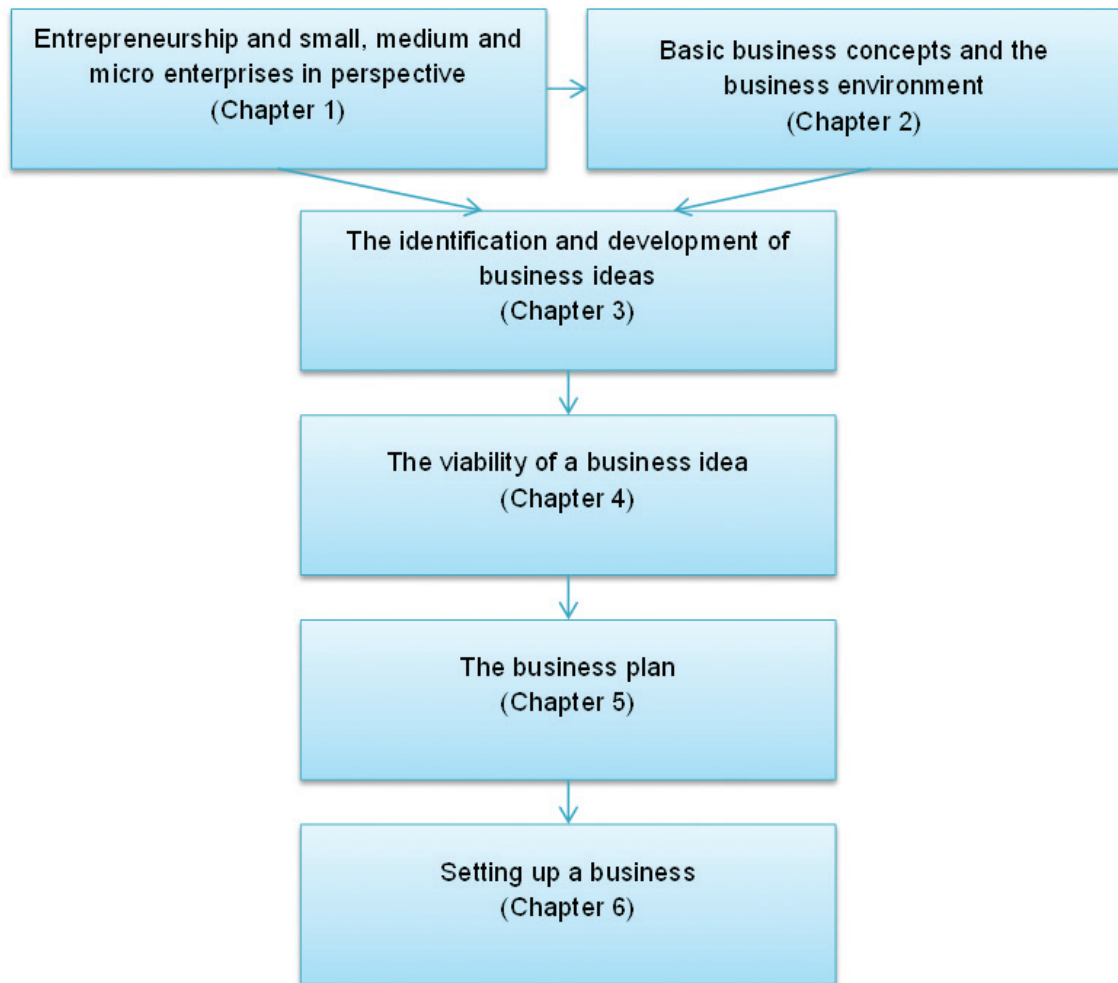 Entrepreneurship and small, medium and
micro enterprises in perspective
(Chapter 1)
Basic business concepts and the
business environment
(Chapter 2)
The identification and development of
business ideas
(Chapter 3)
The viability of a business idea
(Chapter 4)
The business plan
(Chapter 5)
Setting up a business
(Chapter 6)